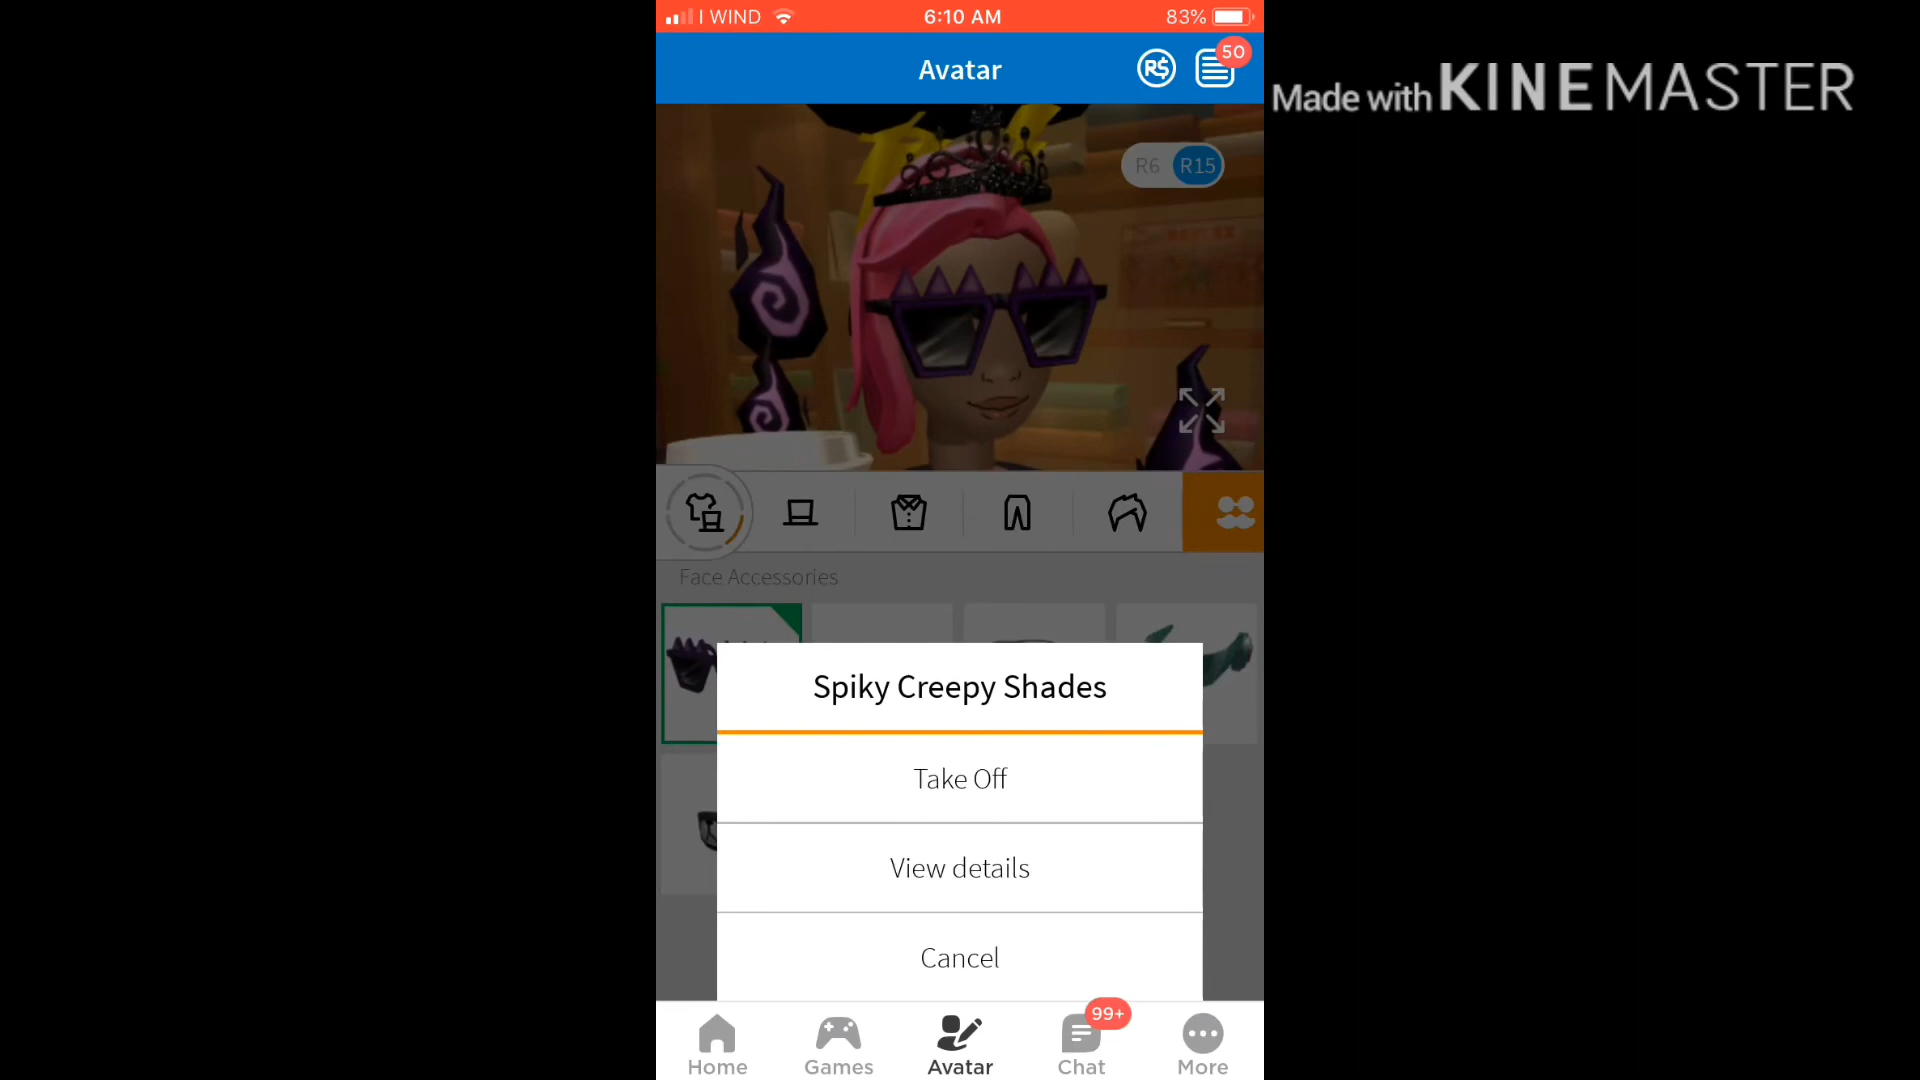 I WIND
6:10 AM
83%
Avatar
R$
50
Made with KINEMASTER
R6
R15
Face Accessories
Spiky Creepy Shades
Take Off
View details
Cancel
99+
Home
Games
Avatar
Chat
More